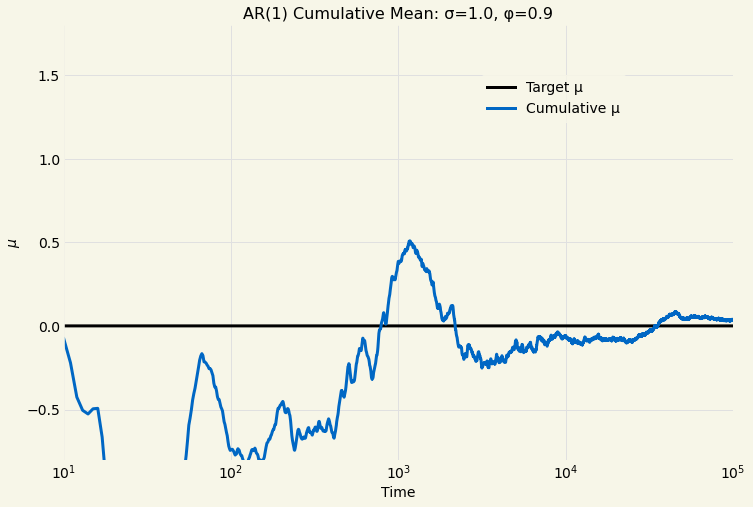 AR(1) Cumulative Mean: σ=1.0, φ=0.9
1.5
Target μ
Cumulative μ
1.0
0.5
μ
0.0
−0.5
10¹ 10² 10³ 10⁴ 10⁵
Time